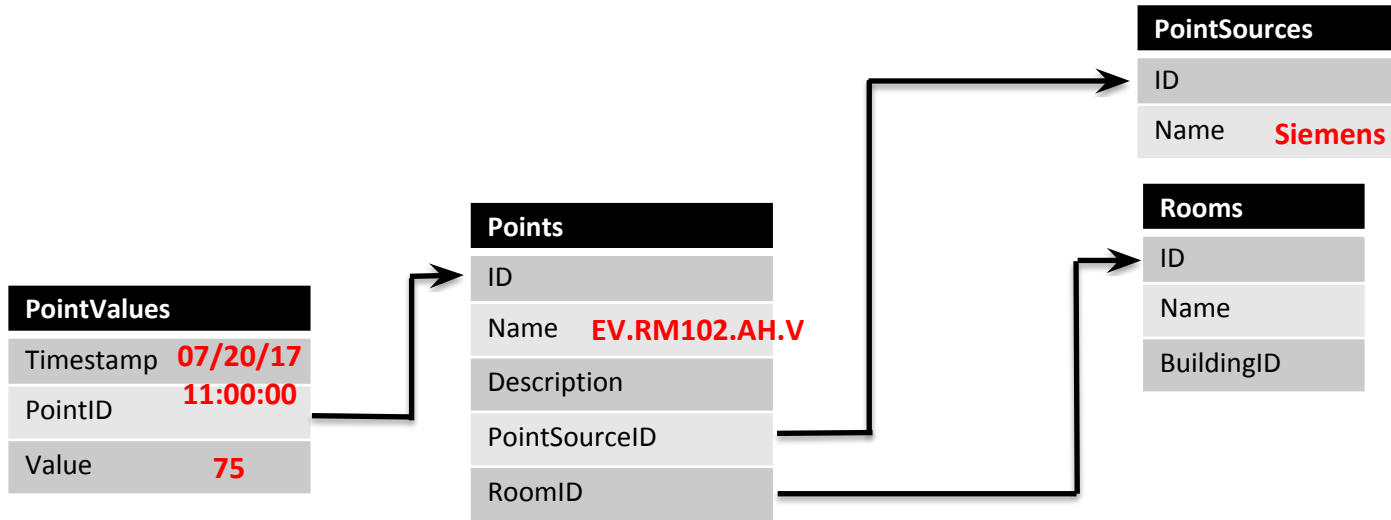 PointSources
ID
Name Siemens
Rooms
ID
Name
BuildingID
Points
ID
Name EV.RM102.AH.V
Description
PointSourceID
RoomID
PointValues
Timestamp 07/20/17
11:00:00
PointID
Value 75